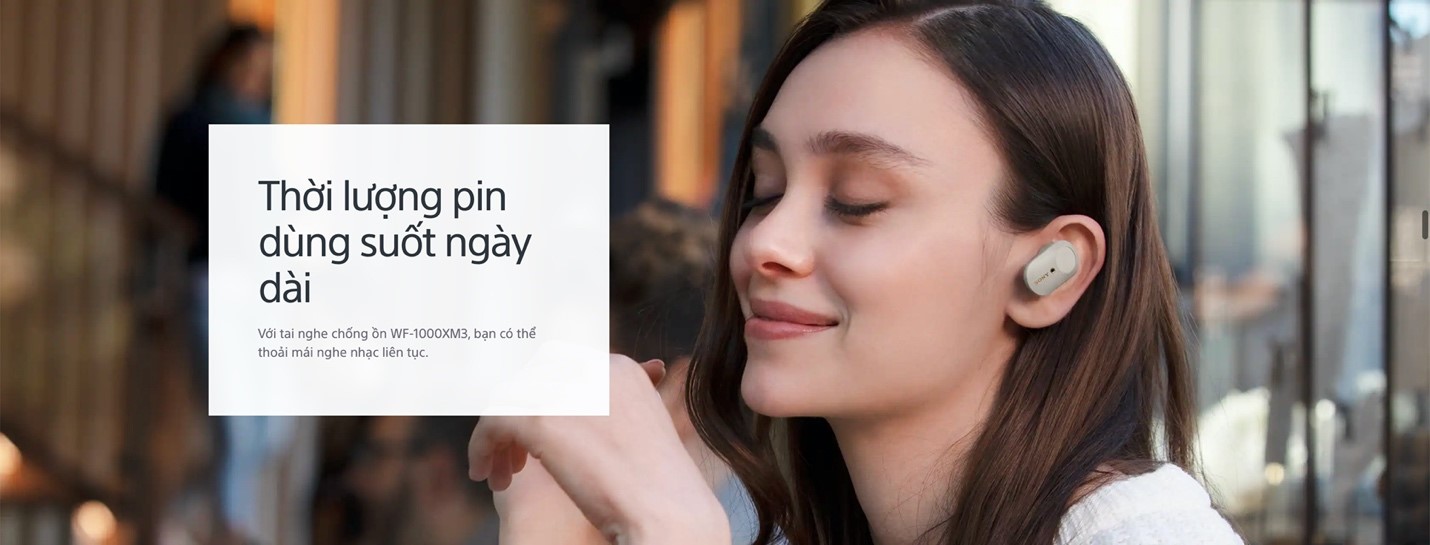 Thời lượng pin
dùng suốt ngày
dài
Với tai nghe chống ồn WF-1000XM3, bạn có thể
thoải mái nghe nhạc liên tục.
SONY